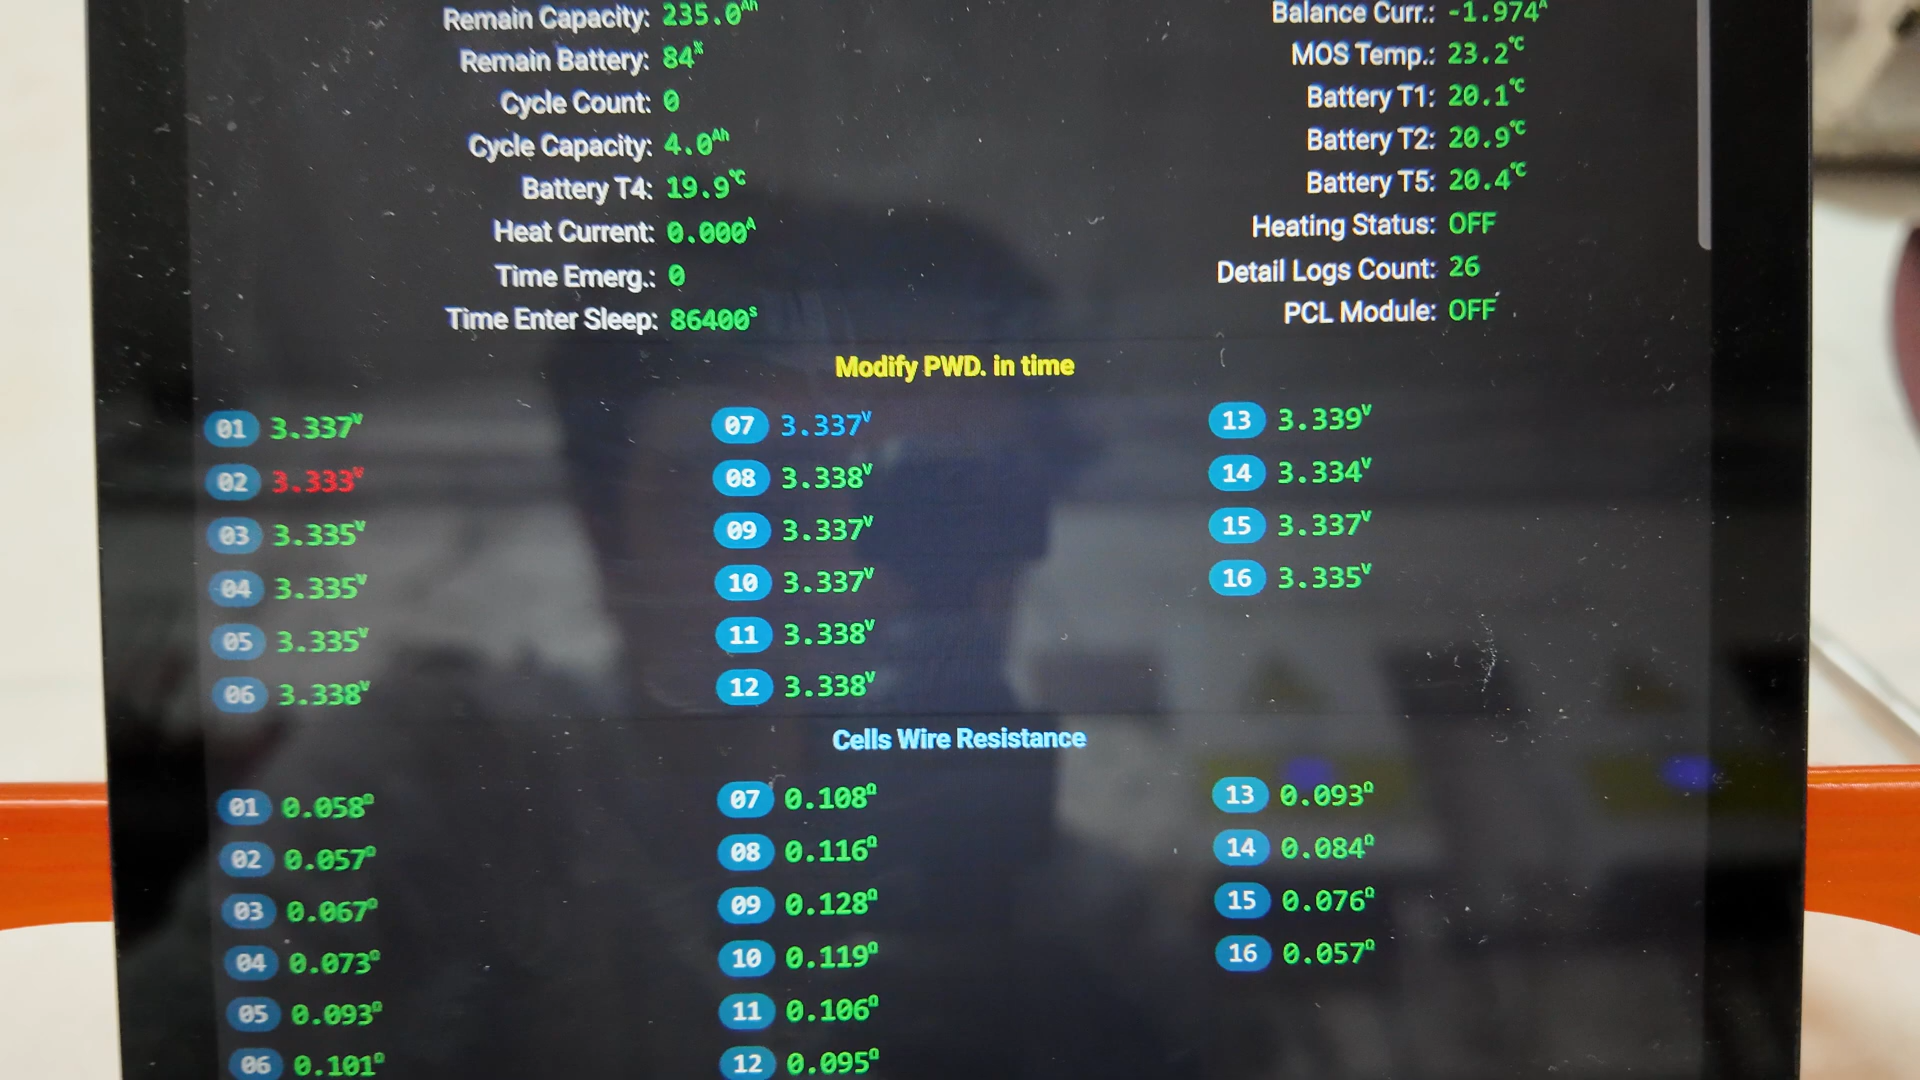 Remain Capacity: 235.0Ah
Balance Curr.: -1.974A
Remain Battery: 84%
MOS Temp.: 23.2℃
Cycle Count: 0
Battery T1: 20.1℃
Cycle Capacity: 4.0Ah
Battery T2: 20.9℃
Battery T4: 19.9℃
Battery T5: 20.4℃
Heat Current: 0.000A
Heating Status: OFF
Time Emerg.: 0
Detail Logs Count: 26
Time Enter Sleep: 86400s
PCL Module: OFF
Modify PWD. in time
01 3.337V 07 3.337V 13 3.339V
02 3.333V 08 3.338V 14 3.334V
03 3.335V 09 3.337V 15 3.337V
04 3.335V 10 3.337V 16 3.335V
05 3.335V 11 3.338V
06 3.338V 12 3.338V
Cells Wire Resistance
01 0.058Ω 07 0.108Ω 13 0.093Ω
02 0.057Ω 08 0.116Ω 14 0.084Ω
03 0.067Ω 09 0.128Ω 15 0.076Ω
04 0.073Ω 10 0.119Ω 16 0.057Ω
05 0.093Ω 11 0.106Ω
06 0.101Ω 12 0.095Ω